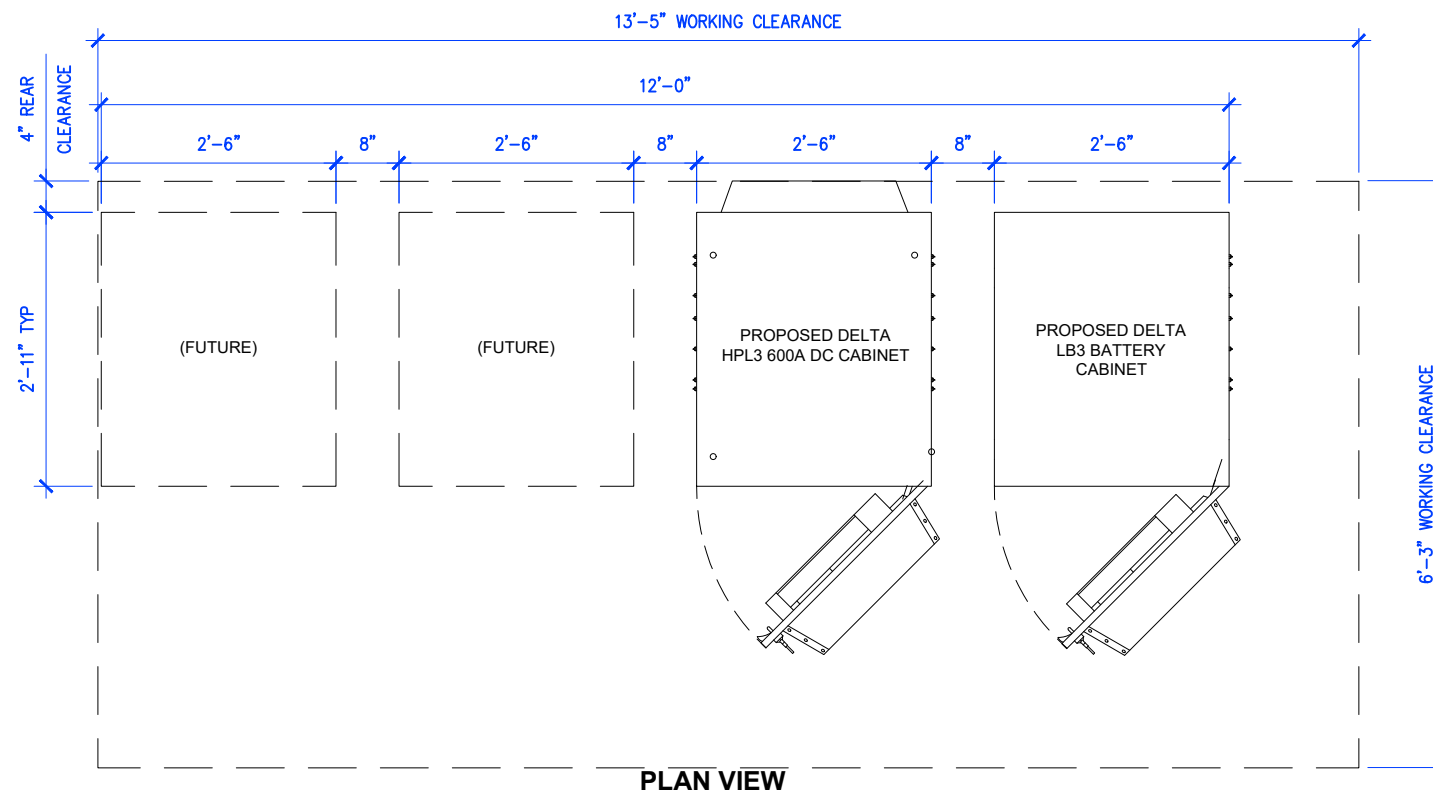 13'-5" WORKING CLEARANCE
4" REAR
CLEARANCE
12'-0"
2'-6"
8"
2'-6"
8"
2'-6"
8"
2'-6"
2'-11" TYP
(FUTURE)
(FUTURE)
PROPOSED DELTA
HPL3 600A DC CABINET
PROPOSED DELTA
LB3 BATTERY
CABINET
6'-3" WORKING CLEARANCE
PLAN VIEW